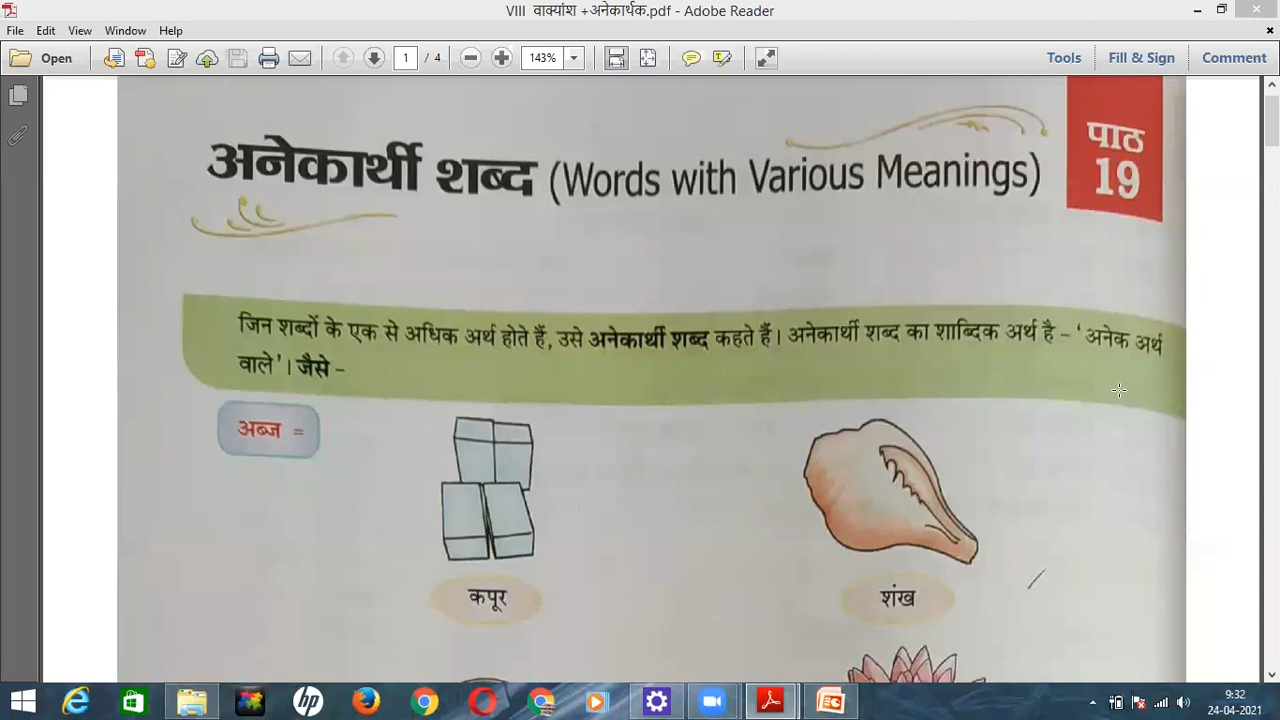 VIII वाक्यांश +अनेकार्थक.pdf - Adobe Reader
File Edit View Window Help
Open 1 / 4 143% Tools Fill & Sign Comment
अनेकार्थी शब्द (Words with Various Meanings)
पाठ
19
जिन शब्दों के एक से अधिक अर्थ होते हैं, उसे अनेकार्थी शब्द कहते हैं। अनेकार्थी शब्द का शाब्दिक अर्थ है – 'अनेक अर्थ
वाले'। जैसे –
अब्ज =
कपूर
शंख
9:32
24-04-2021